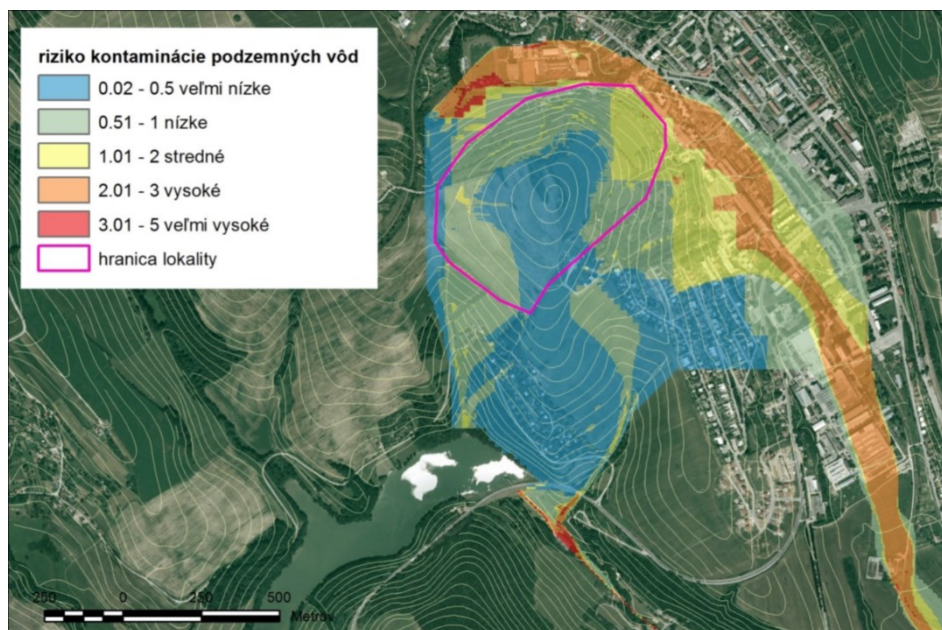 riziko kontaminácie podzemných vôd
0.02 - 0.5 veľmi nízke
0.51 - 1 nízke
1.01 - 2 stredné
2.01 - 3 vysoké
3.01 - 5 veľmi vysoké
hranica lokality
250 0 250 500
Metrov